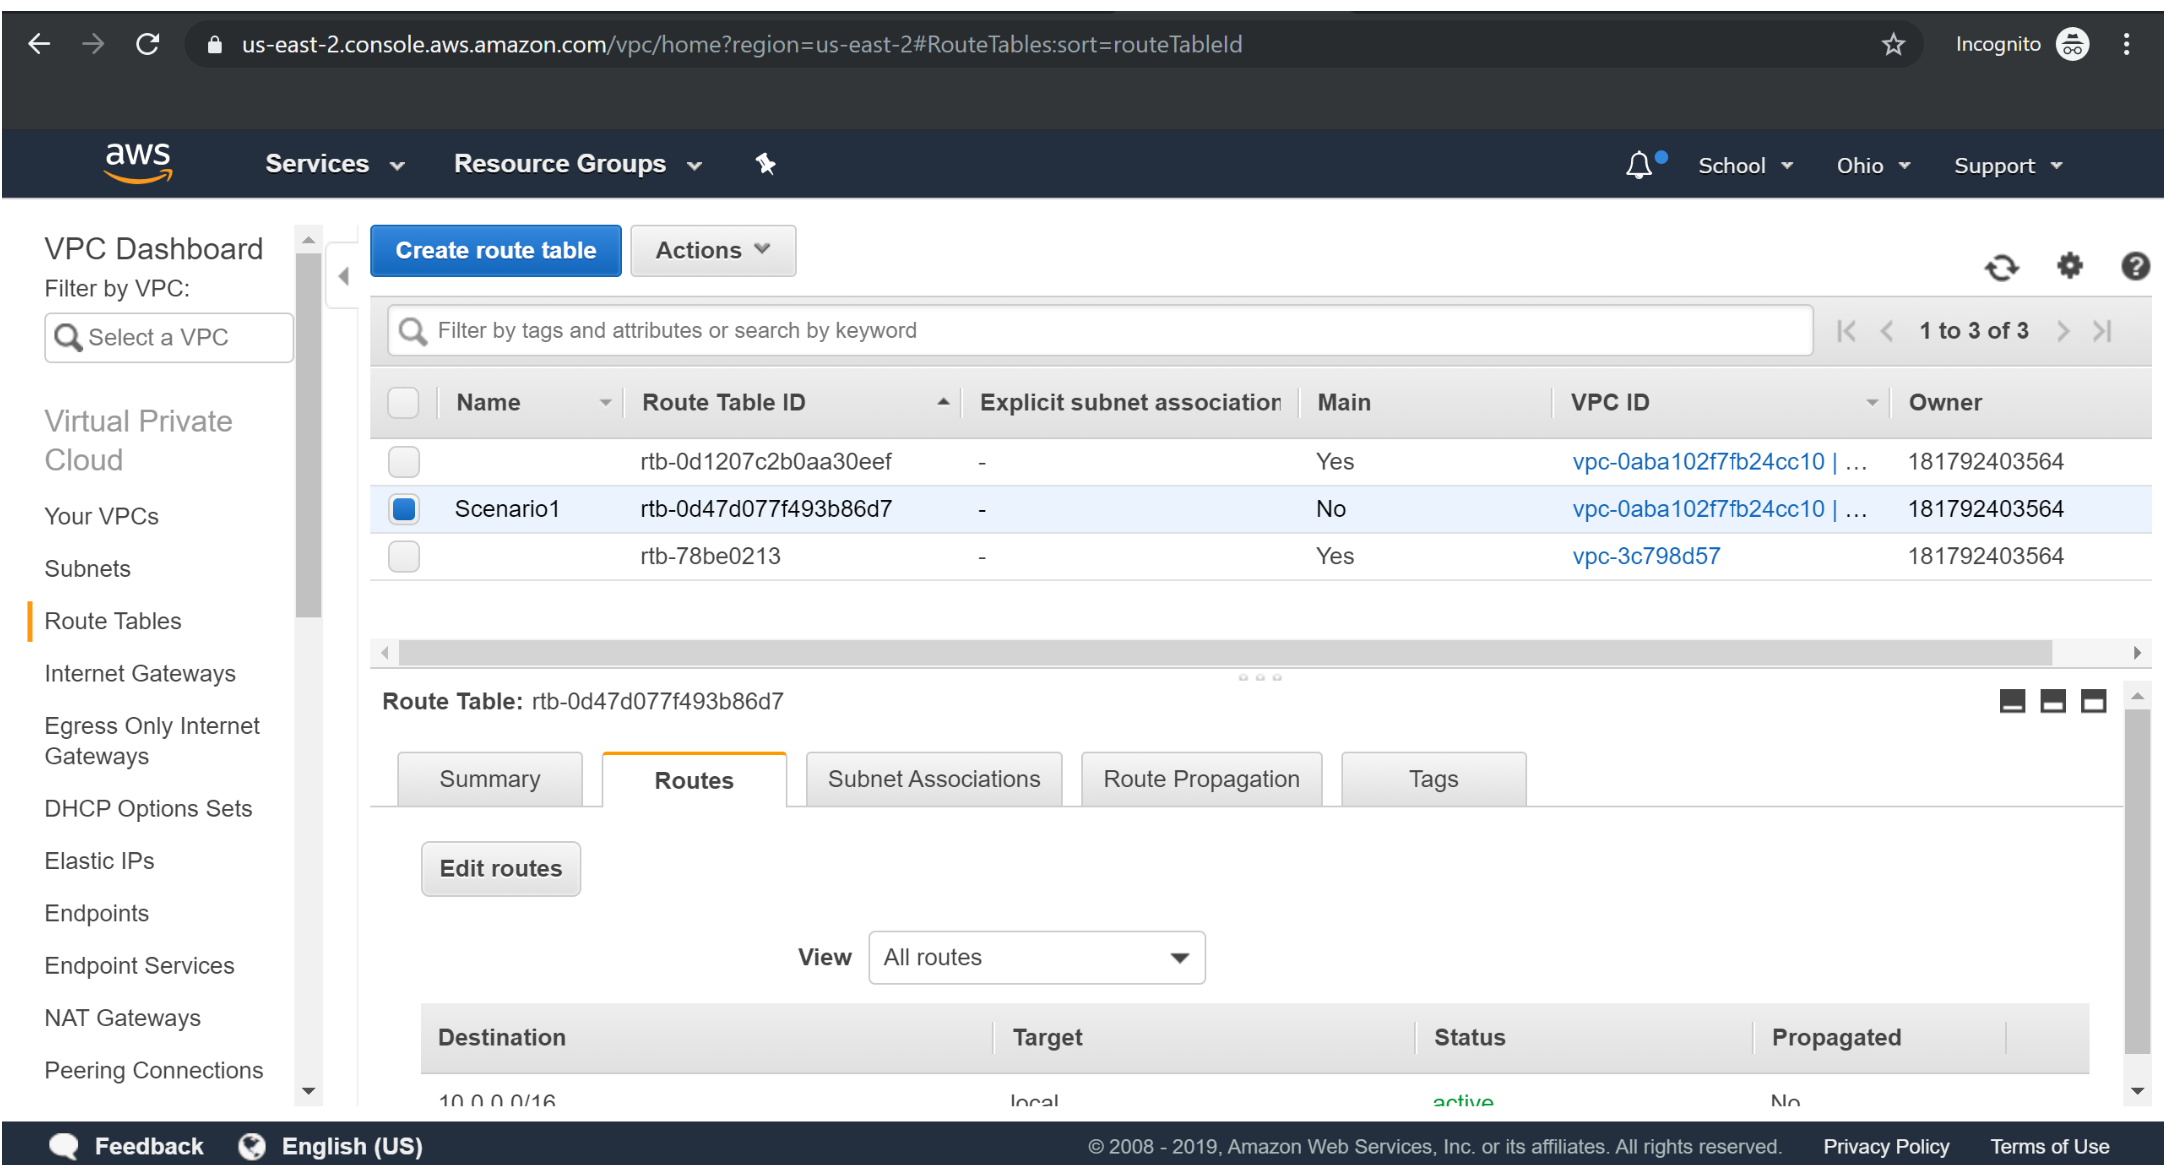 us-east-2.console.aws.amazon.com/vpc/home?region=us-east-2#RouteTables:sort=routeTableId
Incognito
aws
Services
Resource Groups
School
Ohio
Support
VPC Dashboard
Filter by VPC:
Select a VPC
Virtual Private
Cloud
Your VPCs
Subnets
Route Tables
Internet Gateways
Egress Only Internet
Gateways
DHCP Options Sets
Elastic IPs
Endpoints
Endpoint Services
NAT Gateways
Peering Connections
Create route table
Actions
Filter by tags and attributes or search by keyword
1 to 3 of 3
Name Route Table ID Explicit subnet association Main VPC ID Owner
rtb-0d1207c2b0aa30eef - Yes vpc-0aba102f7fb24cc10 | ... 181792403564
Scenario1 rtb-0d47d077f493b86d7 - No vpc-0aba102f7fb24cc10 | ... 181792403564
rtb-78be0213 - Yes vpc-3c798d57 181792403564
Route Table: rtb-0d47d077f493b86d7
Summary
Routes
Subnet Associations
Route Propagation
Tags
Edit routes
View All routes
Destination Target Status Propagated
10.0.0.0/16 local active No
Feedback
English (US)
© 2008 - 2019, Amazon Web Services, Inc. or its affiliates. All rights reserved.
Privacy Policy
Terms of Use